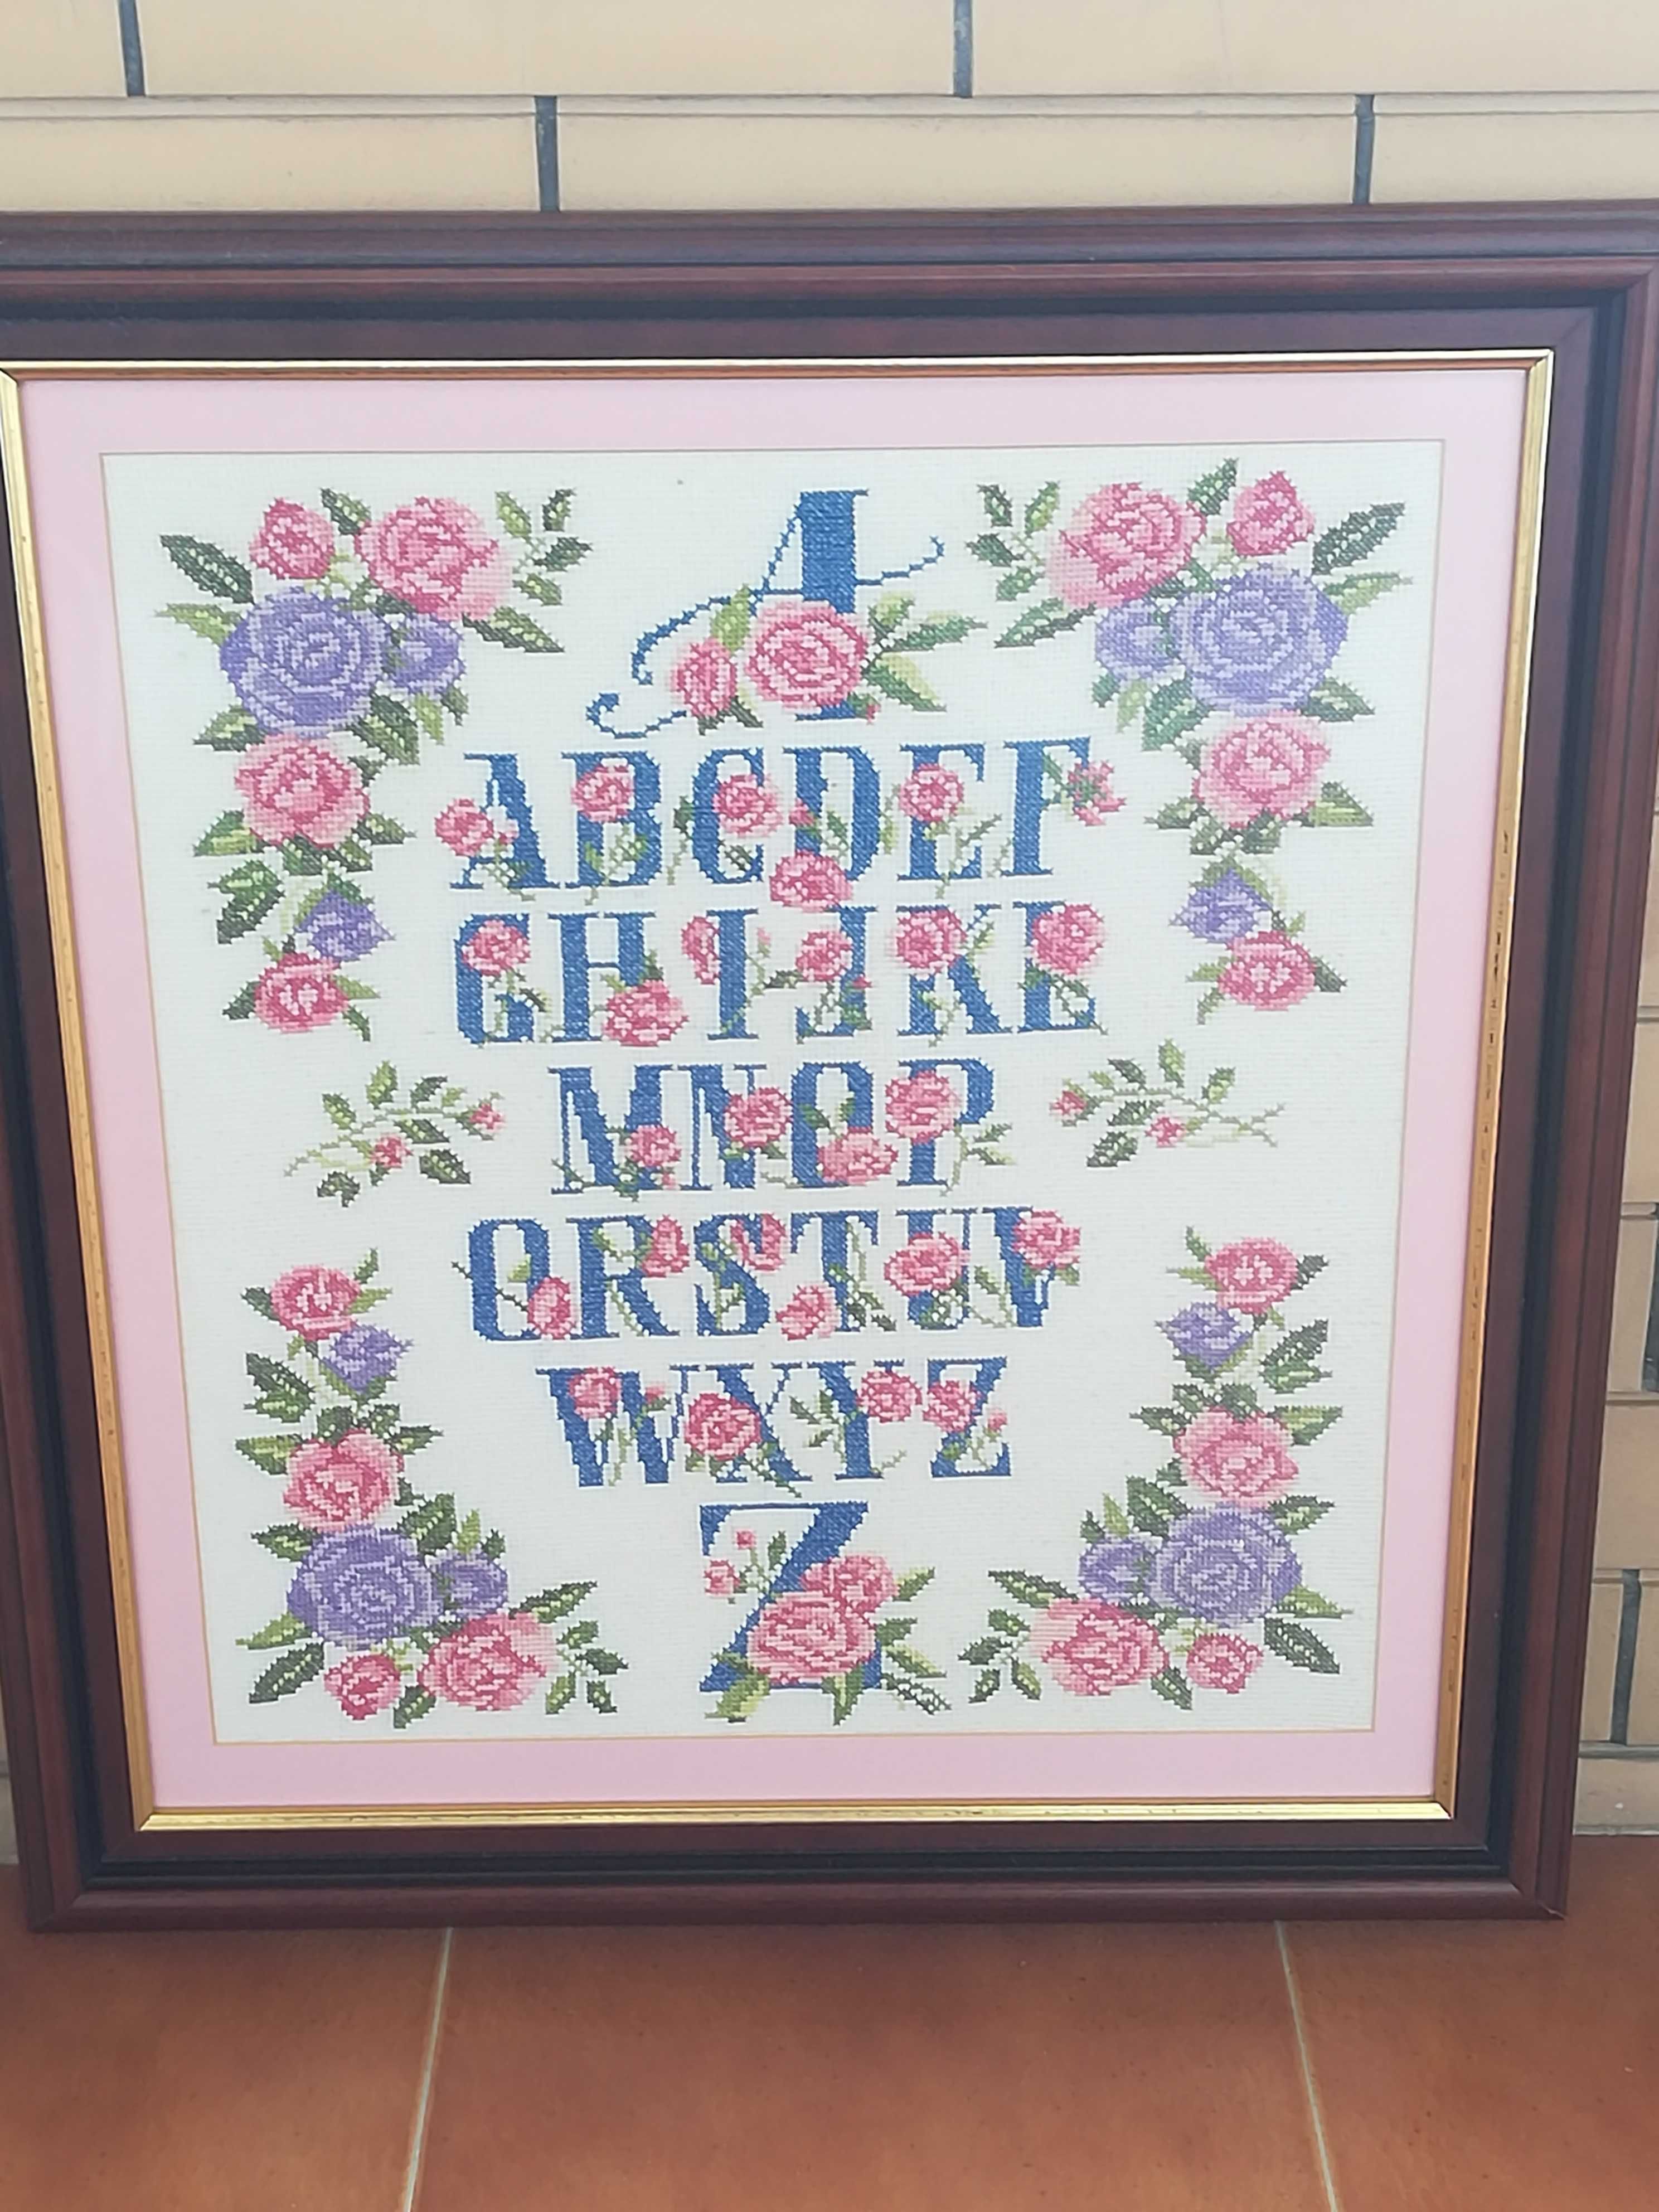 A
ABCDEF
GHIJKL
MNOP
QRSTUV
WXYZ
Z